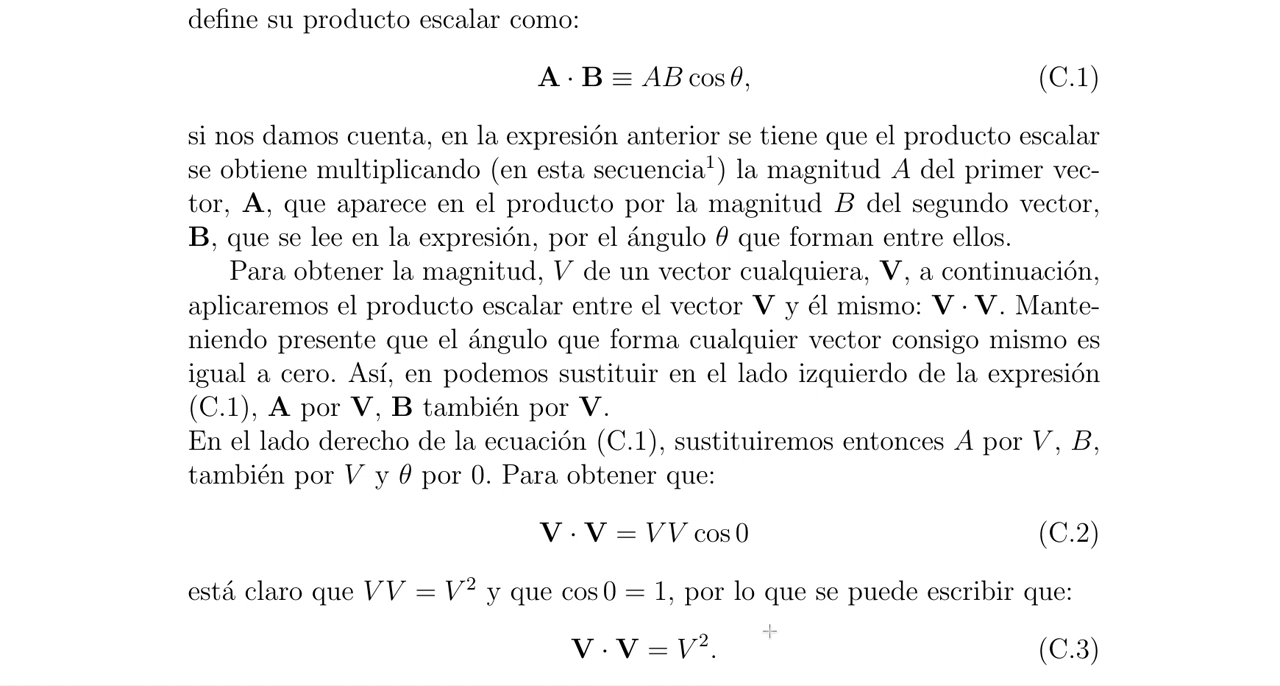 define su producto escalar como:
A · B ≡ AB cos θ, (C.1)
si nos damos cuenta, en la expresión anterior se tiene que el producto escalar
se obtiene multiplicando (en esta secuencia¹) la magnitud A del primer vec-
tor, A, que aparece en el producto por la magnitud B del segundo vector,
B, que se lee en la expresión, por el ángulo θ que forman entre ellos.
Para obtener la magnitud, V de un vector cualquiera, V, a continuación,
aplicaremos el producto escalar entre el vector V y él mismo: V · V. Mante-
niendo presente que el ángulo que forma cualquier vector consigo mismo es
igual a cero. Así, en podemos sustituir en el lado izquierdo de la expresión
(C.1), A por V, B también por V.
En el lado derecho de la ecuación (C.1), sustituiremos entonces A por V, B,
también por V y θ por 0. Para obtener que:
V · V = VV cos 0 (C.2)
está claro que VV = V² y que cos 0 = 1, por lo que se puede escribir que:
V · V = V². (C.3)